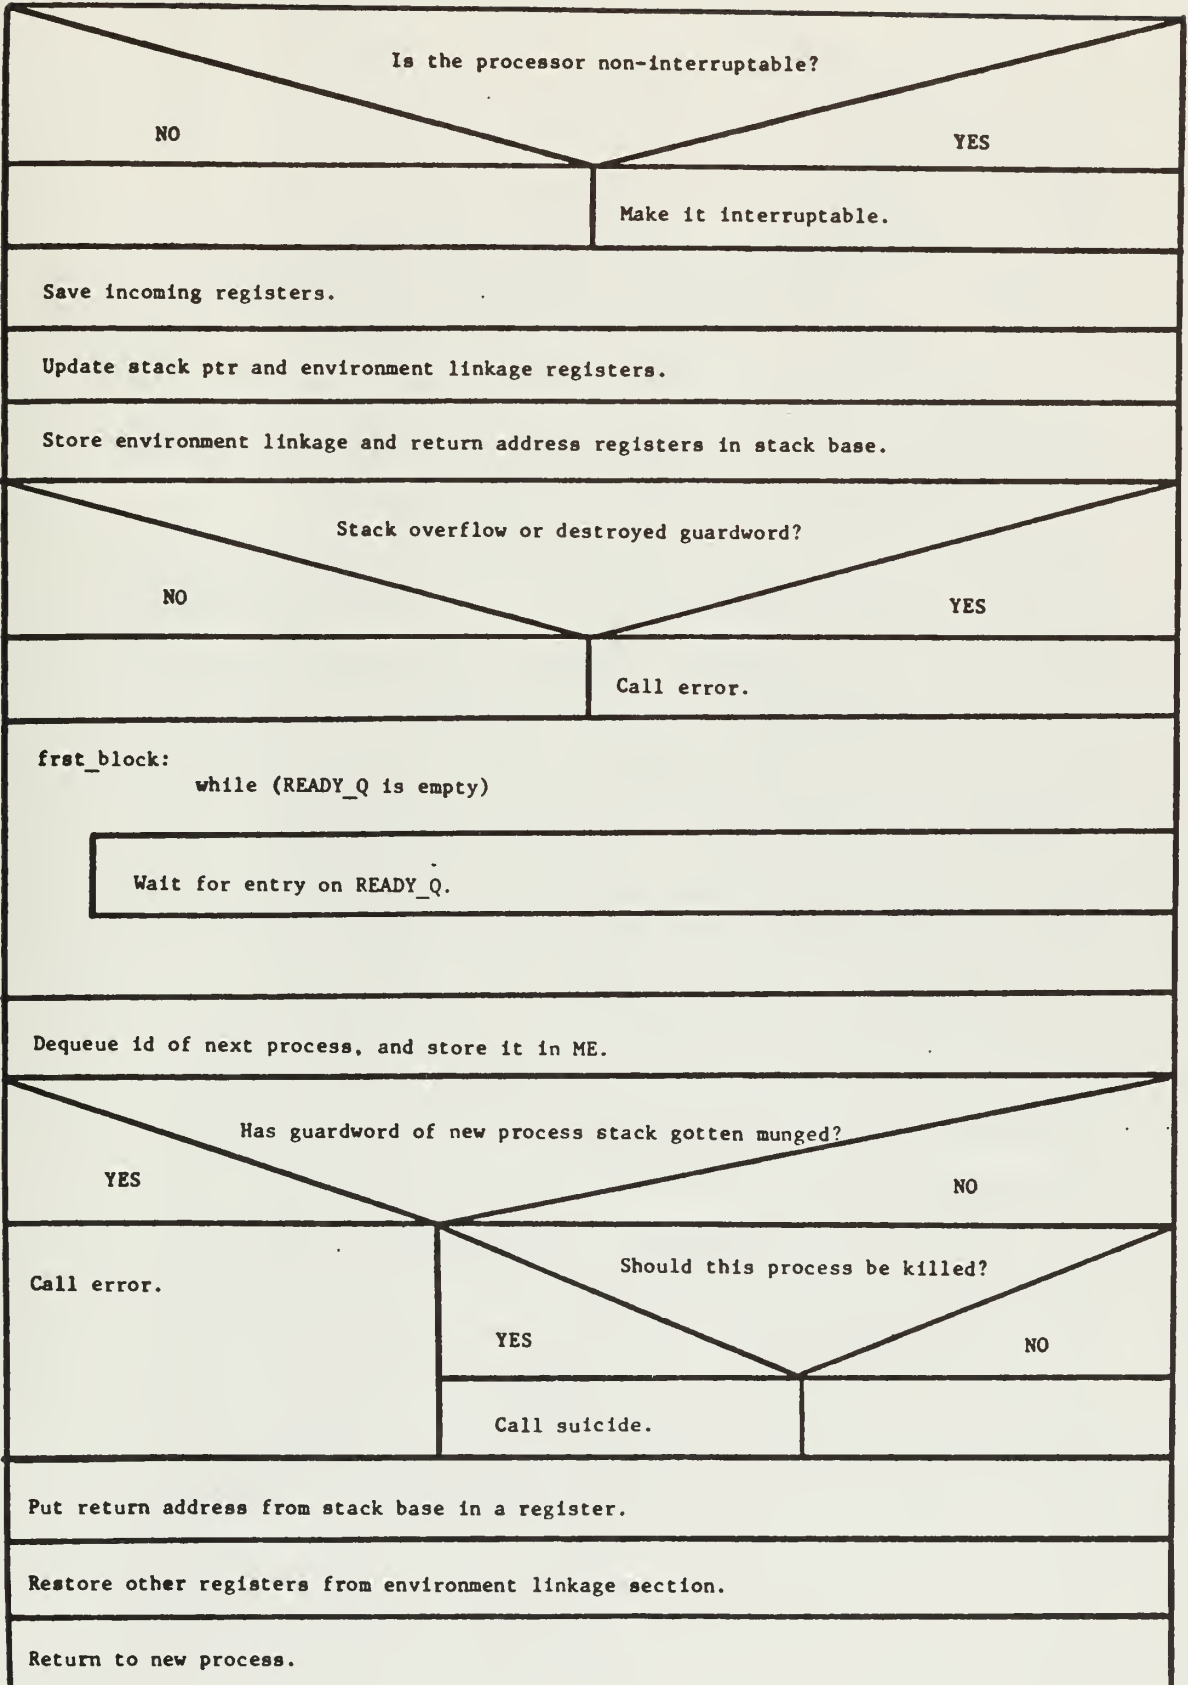 Is the processor non-interruptable?
NO
YES
Make it interruptable.
Save incoming registers.
Update stack ptr and environment linkage registers.
Store environment linkage and return address registers in stack base.
Stack overflow or destroyed guardword?
NO
YES
Call error.
frst_block:
while (READY_Q is empty)
Wait for entry on READY_Q.
Dequeue id of next process, and store it in ME.
Has guardword of new process stack gotten munged?
YES
NO
Should this process be killed?
Call error.
YES
NO
Call suicide.
Put return address from stack base in a register.
Restore other registers from environment linkage section.
Return to new process.